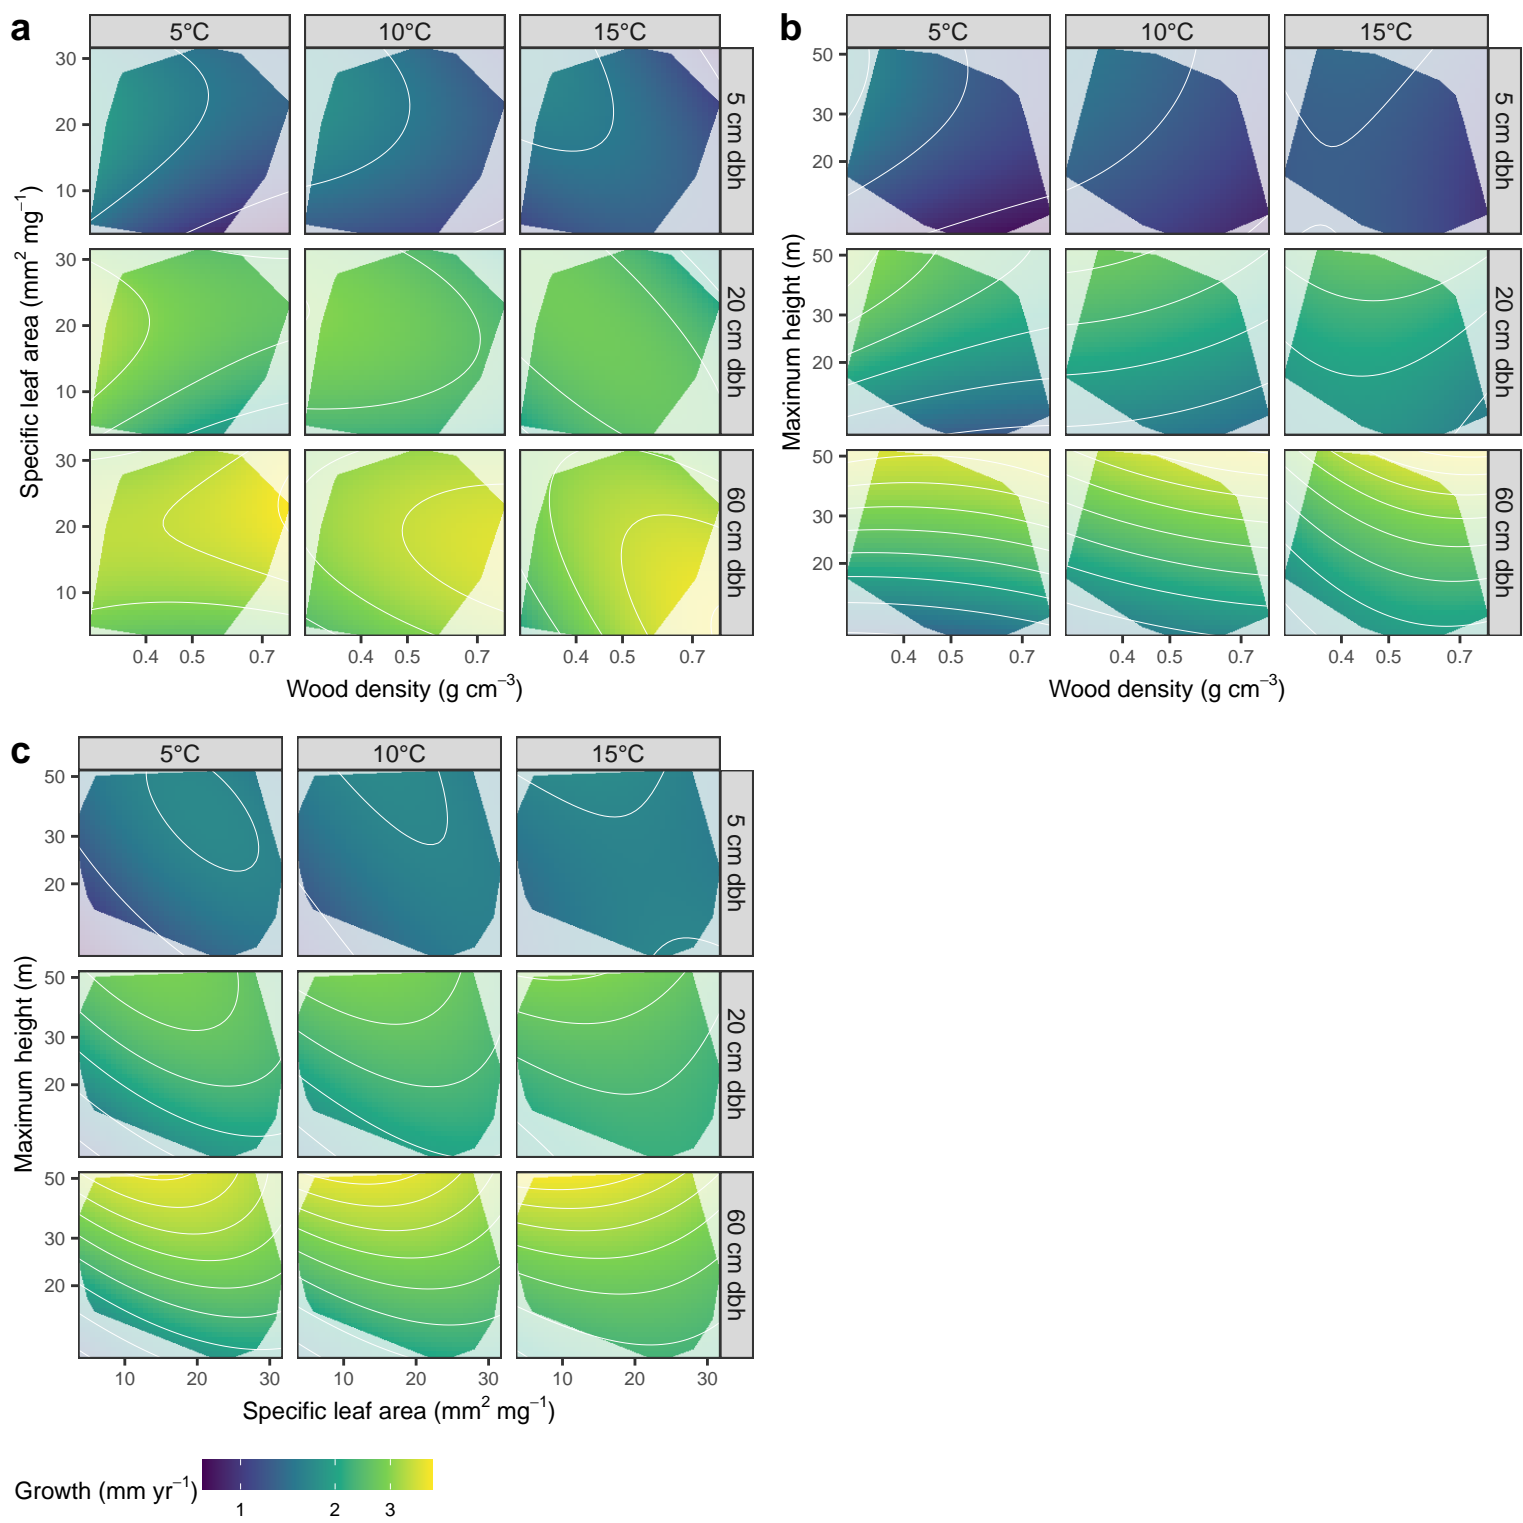 a
5°C 10°C 15°C
30
20
10
5 cm dbh
30
20
10
20 cm dbh
30
20
10
60 cm dbh
Specific leaf area (mm² mg⁻¹)
0.4 0.5 0.7 0.4 0.5 0.7 0.4 0.5 0.7
Wood density (g cm⁻³)
b
5°C 10°C 15°C
50
30
20
5 cm dbh
50
30
20
20 cm dbh
50
30
20
60 cm dbh
Maximum height (m)
0.4 0.5 0.7 0.4 0.5 0.7 0.4 0.5 0.7
Wood density (g cm⁻³)
c
5°C 10°C 15°C
50
30
20
5 cm dbh
50
30
20
20 cm dbh
50
30
20
60 cm dbh
Maximum height (m)
10 20 30 10 20 30 10 20 30
Specific leaf area (mm² mg⁻¹)
Growth (mm yr⁻¹)
1 2 3